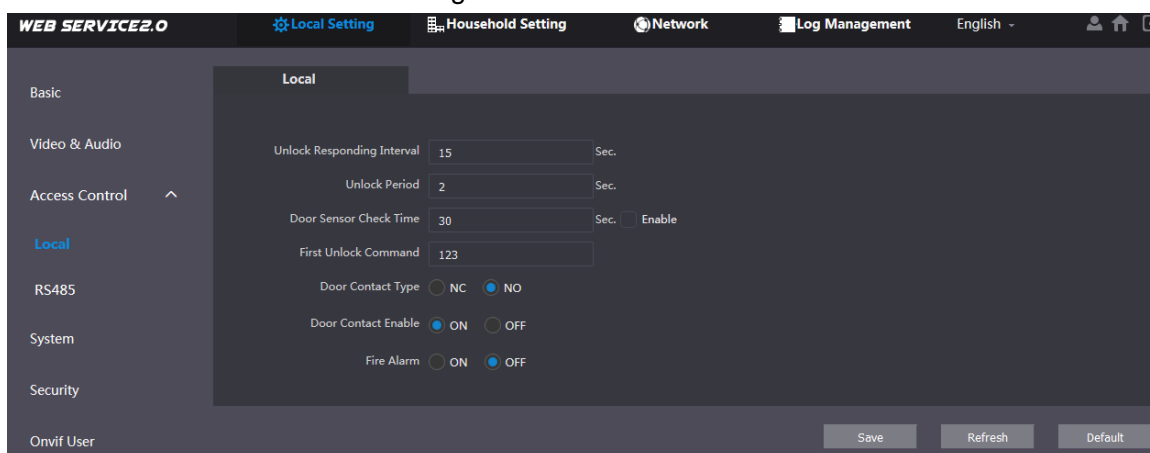 WEB SERVICE2.0 Local Setting Household Setting Network Log Management English
Local
Basic
Video & Audio
Unlock Responding Interval 15 Sec.
Unlock Period 2 Sec.
Access Control
Door Sensor Check Time 30 Sec. Enable
Local
First Unlock Command 123
RS485
Door Contact Type NC NO
Door Contact Enable ON OFF
System
Fire Alarm ON OFF
Security
Onvif User
Save Refresh Default